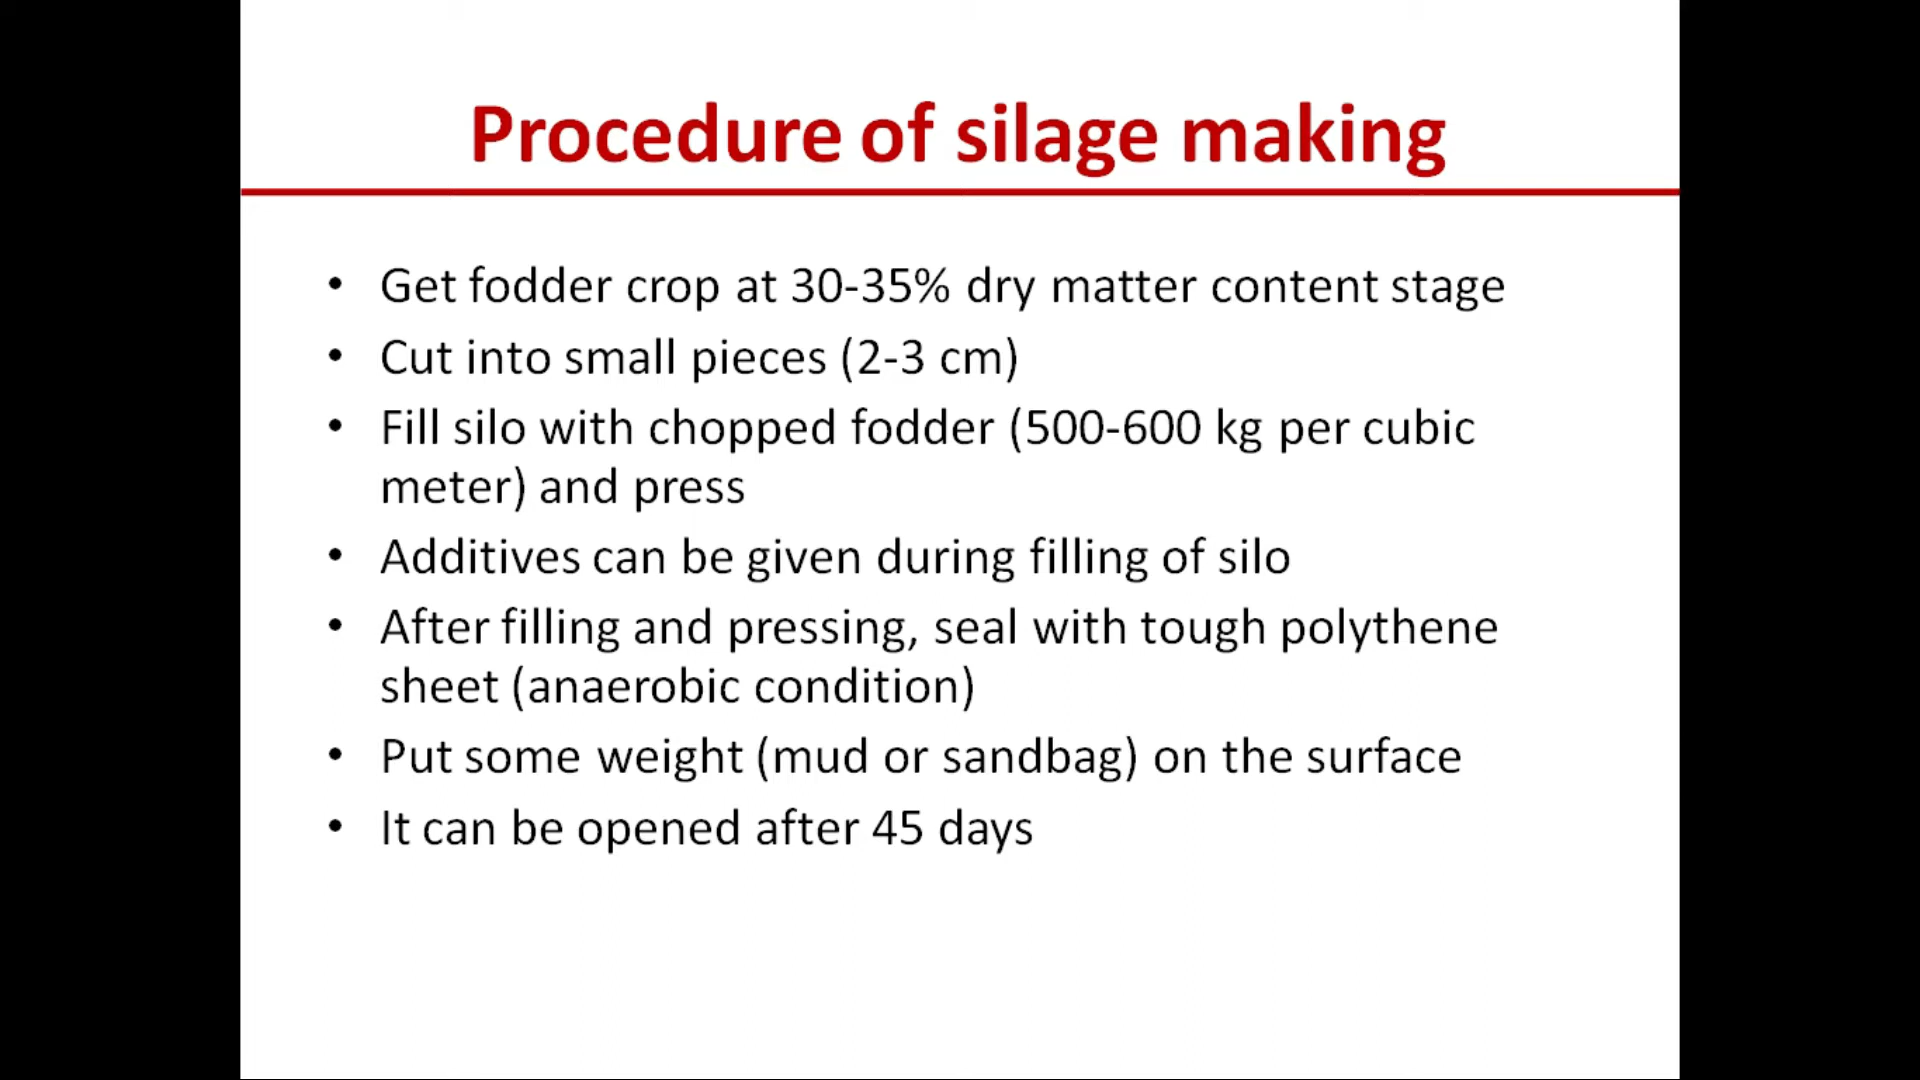 Procedure of silage making
• Get fodder crop at 30-35% dry matter content stage
• Cut into small pieces (2-3 cm)
• Fill silo with chopped fodder (500-600 kg per cubic
meter) and press
• Additives can be given during filling of silo
• After filling and pressing, seal with tough polythene
sheet (anaerobic condition)
• Put some weight (mud or sandbag) on the surface
• It can be opened after 45 days